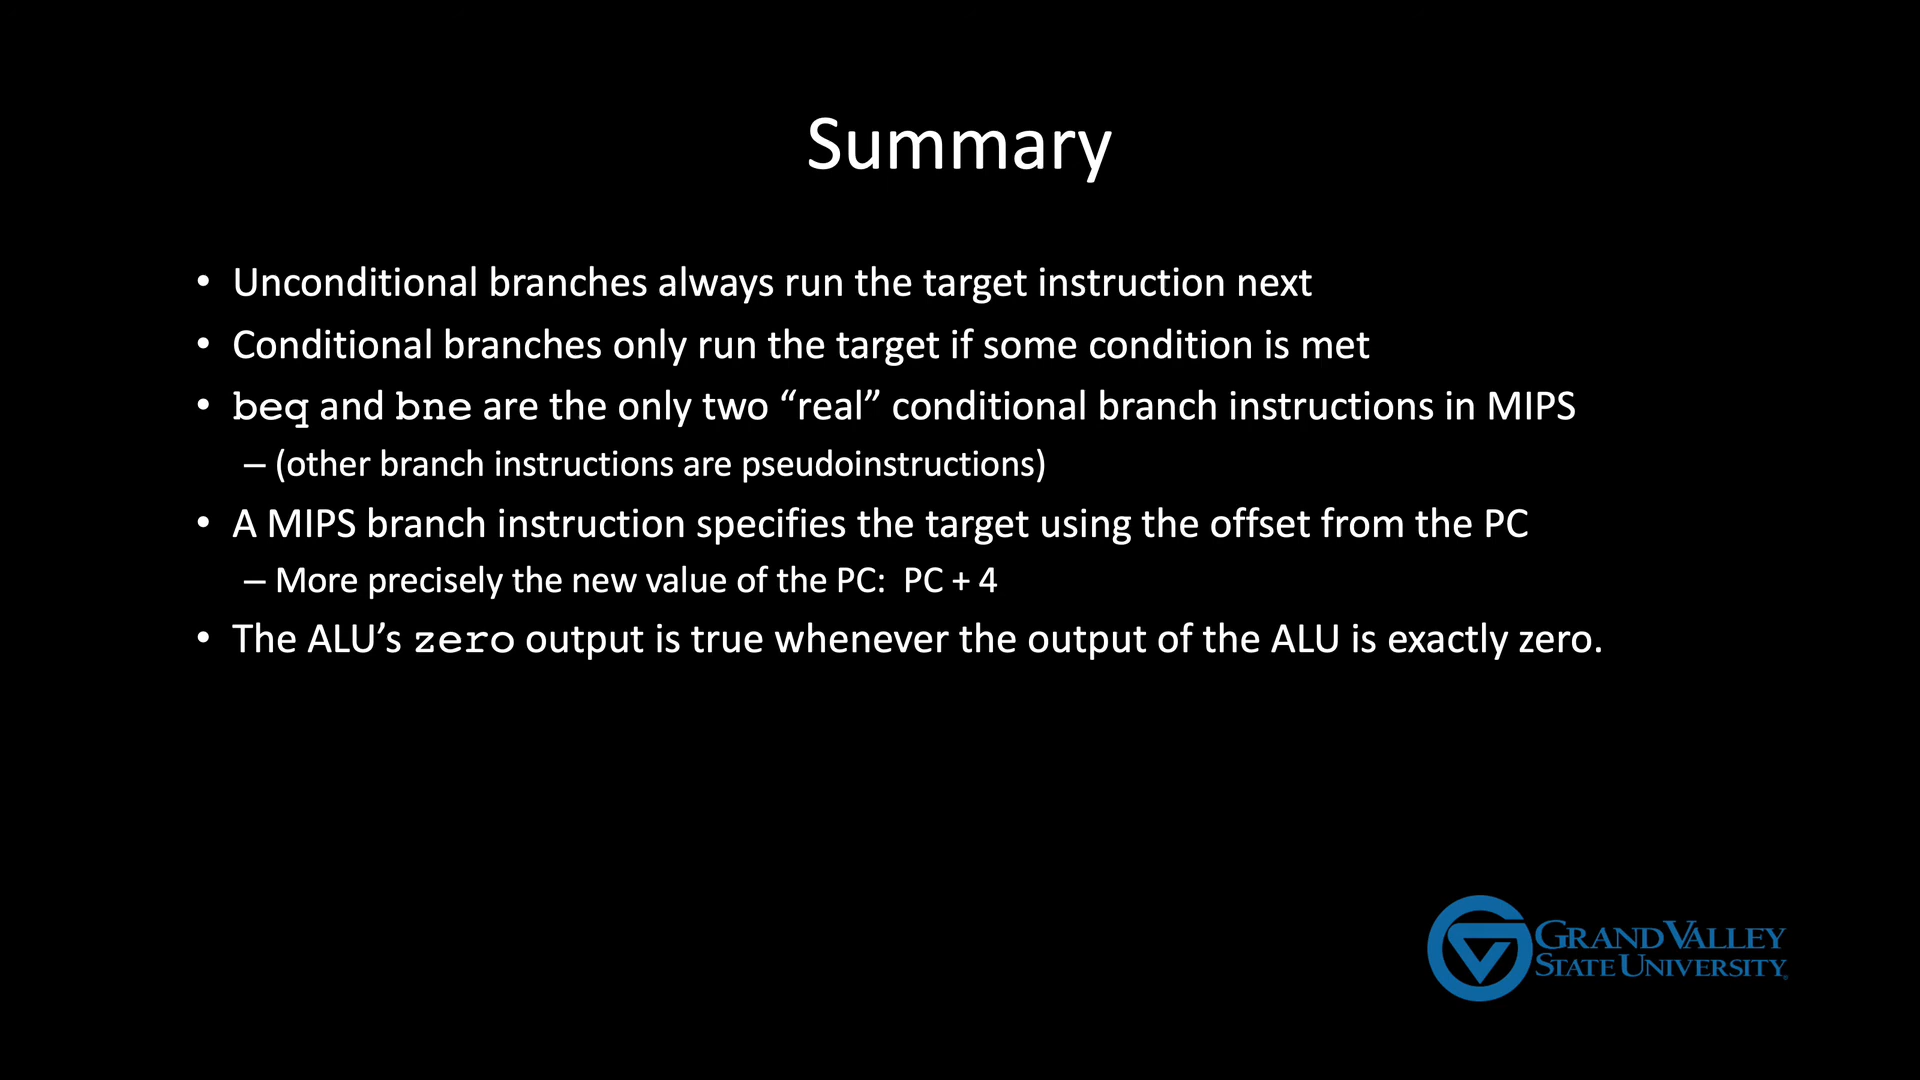 Summary
• Unconditional branches always run the target instruction next
• Conditional branches only run the target if some condition is met
• beq and bne are the only two “real” conditional branch instructions in MIPS
– (other branch instructions are pseudoinstructions)
• A MIPS branch instruction specifies the target using the offset from the PC
– More precisely the new value of the PC:  PC + 4
• The ALU’s zero output is true whenever the output of the ALU is exactly zero.
GRAND VALLEY
STATE UNIVERSITY